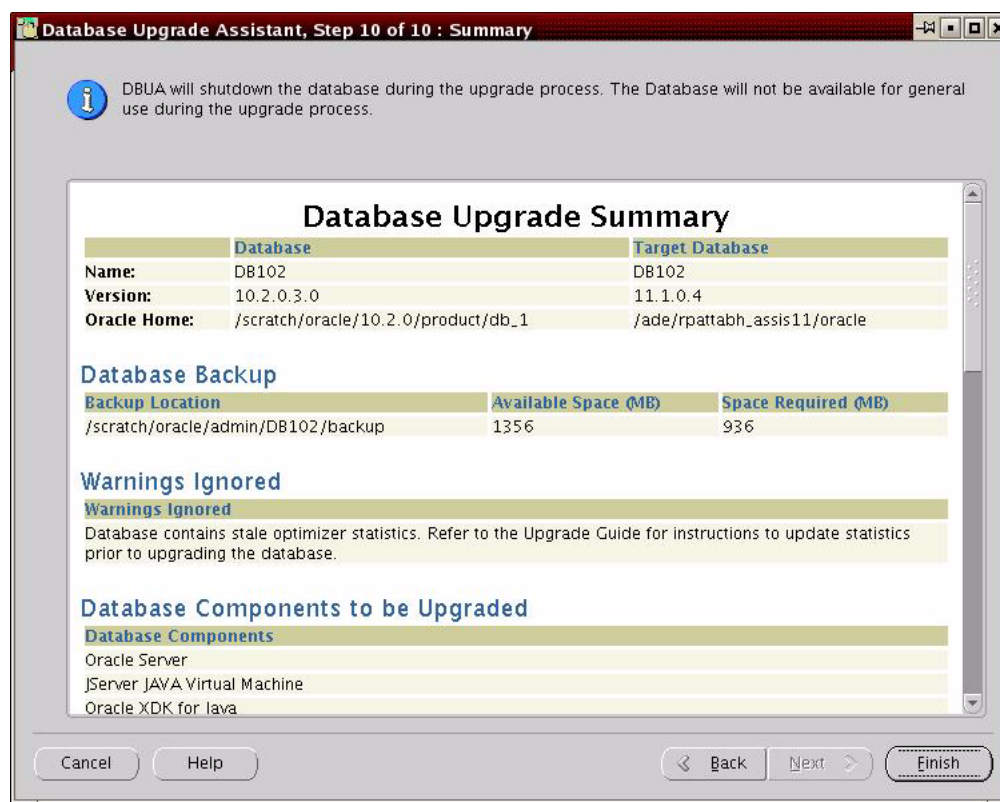 Database Upgrade Assistant, Step 10 of 10 : Summary
DBUA will shutdown the database during the upgrade process. The Database will not be available for general
use during the upgrade process.
Database Upgrade Summary
Database Target Database
Name: DB102 DB102
Version: 10.2.0.3.0 11.1.0.4
Oracle Home: /scratch/oracle/10.2.0/product/db_1 /ade/rpattabh_assis11/oracle
Database Backup
Backup Location Available Space (MB) Space Required (MB)
/scratch/oracle/admin/DB102/backup 1356 936
Warnings Ignored
Warnings Ignored
Database contains stale optimizer statistics. Refer to the Upgrade Guide for instructions to update statistics
prior to upgrading the database.
Database Components to be Upgraded
Database Components
Oracle Server
JServer JAVA Virtual Machine
Oracle XDK for Java
Cancel Help Back Next Finish